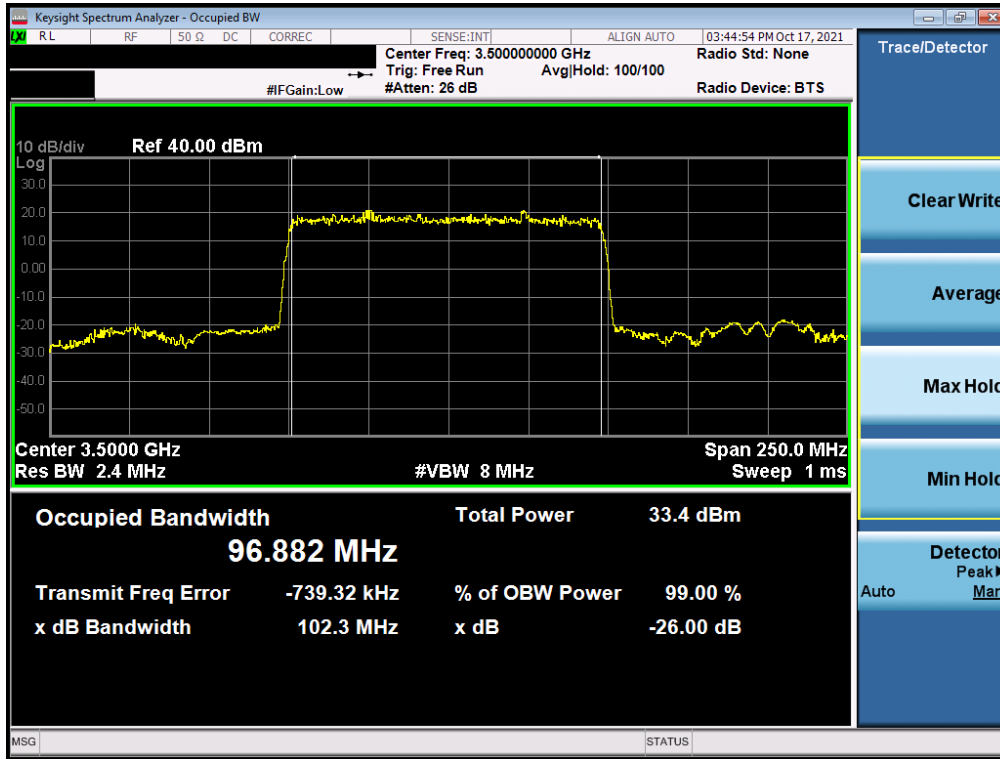 Keysight Spectrum Analyzer - Occupied BW
LXI RL RF 50 Ω DC CORREC SENSE:INT ALIGN AUTO 03:44:54 PM Oct 17, 2021
Center Freq: 3.500000000 GHz Radio Std: None
Trig: Free Run Avg|Hold: 100/100
#IFGain:Low #Atten: 26 dB Radio Device: BTS
Trace/Detector
10 dB/div Ref 40.00 dBm
Log
30.0
20.0
10.0
0.00
-10.0
-20.0
-30.0
-40.0
-50.0
Center 3.5000 GHz Span 250.0 MHz
Res BW 2.4 MHz #VBW 8 MHz Sweep 1 ms
Occupied Bandwidth Total Power 33.4 dBm
96.882 MHz
Transmit Freq Error -739.32 kHz % of OBW Power 99.00 %
x dB Bandwidth 102.3 MHz x dB -26.00 dB
Clear Write
Average
Max Hold
Min Hold
Detector
Peak
Auto Man
MSG STATUS